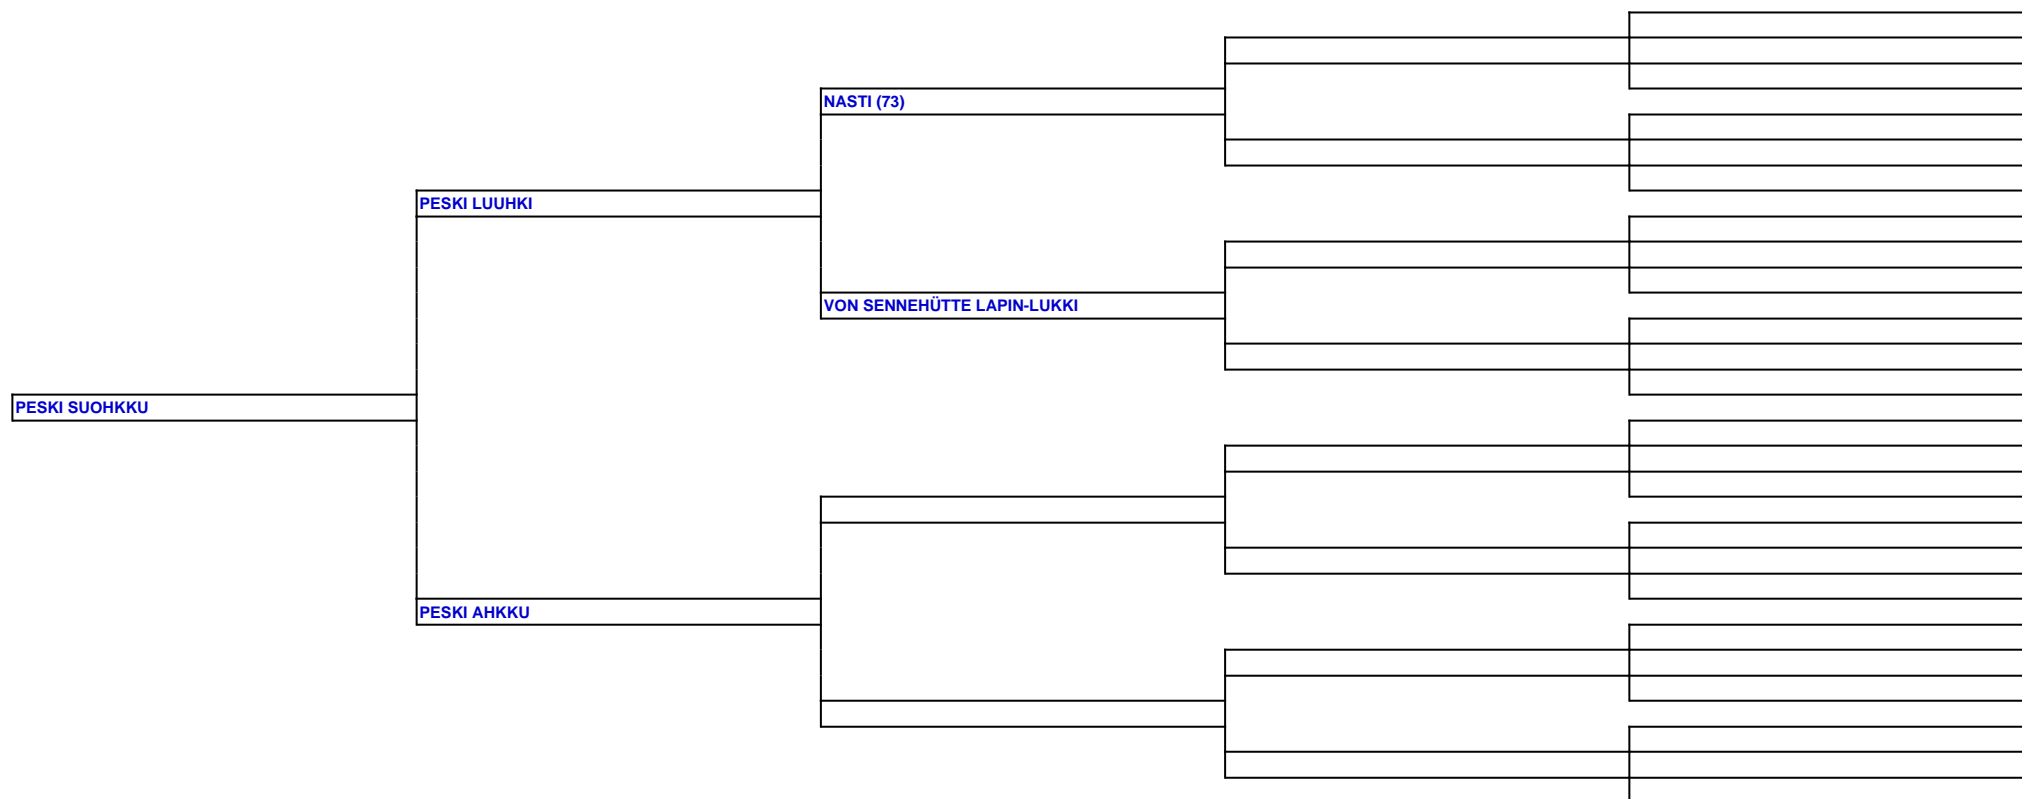 NASTI (73)
PESKI LUUHKI
VON SENNEHÜTTE LAPIN-LUKKI
PESKI SUOHKKU
PESKI AHKKU